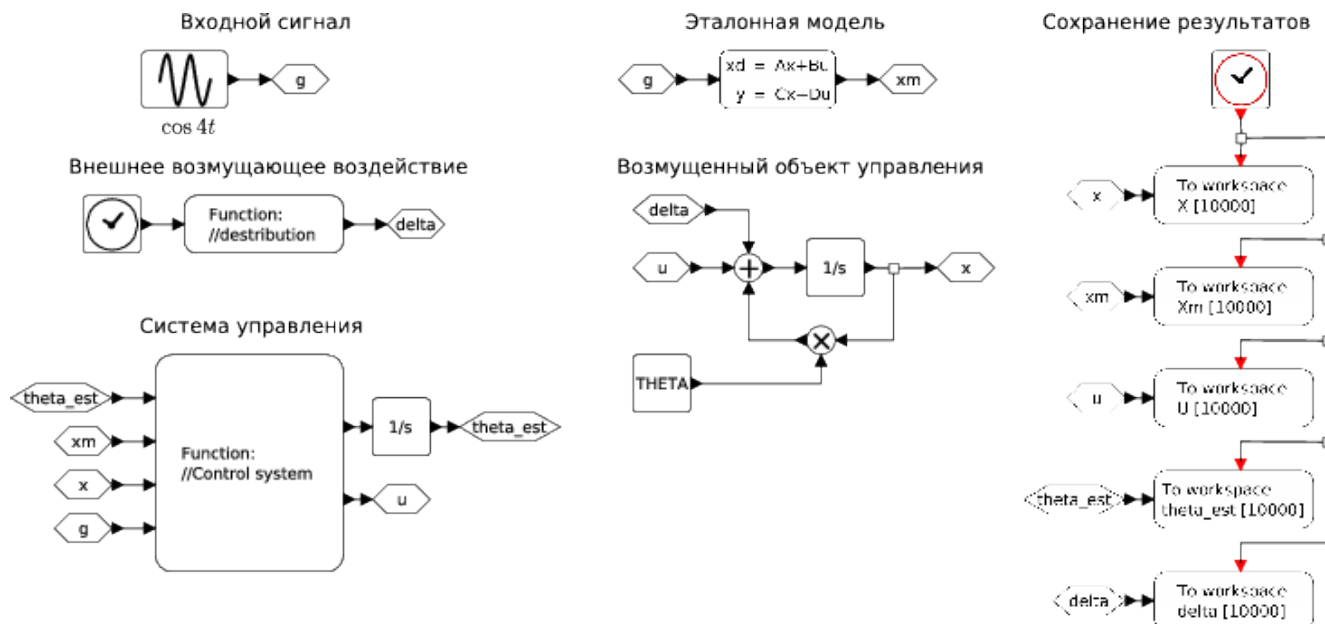 Входной сигнал
g
cos 4t
Внешнее возмущающее воздействие
Function:
//destribution
delta
Система управления
theta_est
xm
x
g
Function:
//Control system
1/s
theta_est
u
Эталонная модель
g
xd = Ax+Bu
y = Cx+Du
xm
Возмущенный объект управления
delta
u
1/s
x
THETA
Сохранение результатов
x
To workspace
X [10000]
xm
To workspace
Xm [10000]
u
To workspace
U [10000]
theta_est
To workspace
theta_est [10000]
delta
To workspace
delta [10000]